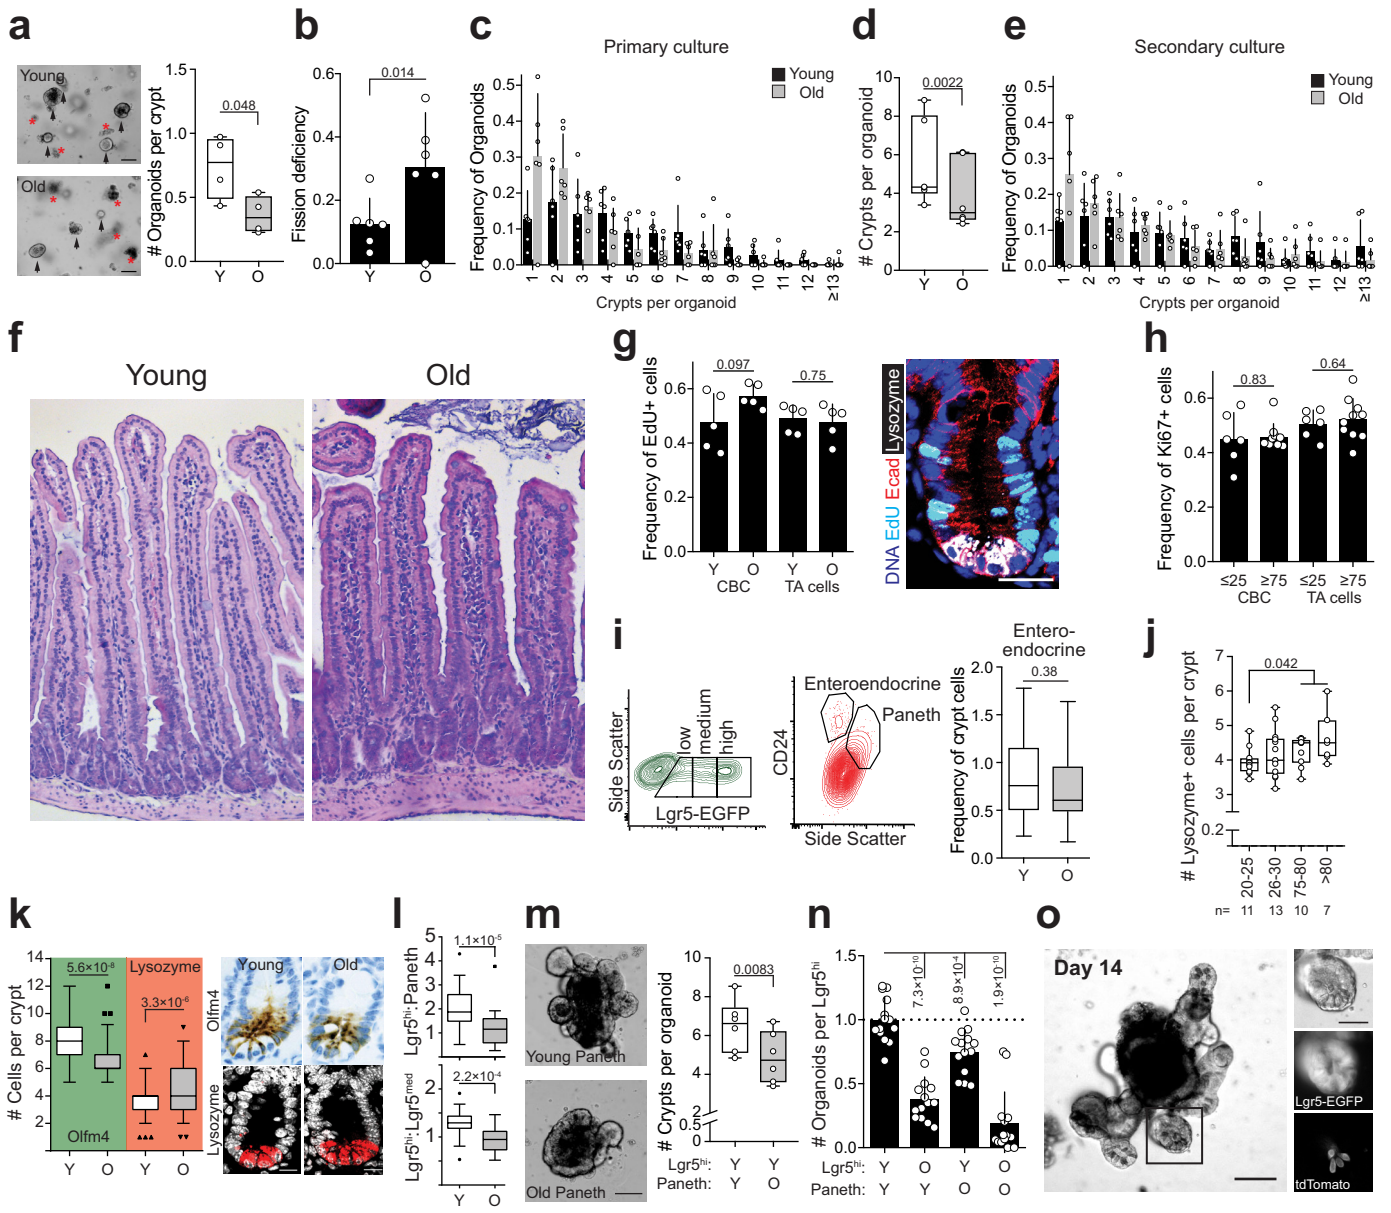 a
Young
Old
# Organoids per crypt
1.5
1.0
0.5
0.0
0.048
Y O
b
Fission deficiency
0.6
0.4
0.2
0.0
0.014
Y O
c
Primary culture
Young
Old
Frequency of Organoids
0.5
0.4
0.3
0.2
0.1
0.0
1 2 3 4 5 6 7 8 9 10 11 12 ≥13
Crypts per organoid
d
# Crypts per organoid
10
8
6
4
2
0
0.0022
Y O
e
Secondary culture
Young
Old
Frequency of Organoids
0.5
0.4
0.3
0.2
0.1
0.0
1 2 3 4 5 6 7 8 9 10 11 12 ≥13
Crypts per organoid
f
Young
Old
g
Frequency of EdU+ cells
0.6
0.4
0.2
0.0
0.097
0.75
Y O Y O
CBC TA cells
DNA EdU Ecad Lysozyme
h
Frequency of Ki67+ cells
0.6
0.4
0.2
0.0
0.83
0.64
≤25 ≥75 ≤25 ≥75
CBC TA cells
i
Side Scatter
low
medium
high
Lgr5-EGFP
CD24
Enteroendocrine
Paneth
Side Scatter
Entero-
endocrine
Frequency of crypt cells
2.0
1.5
1.0
0.5
0.0
0.38
Y O
j
# Lysozyme+ cells per crypt
7
6
5
4
3
0.2
0.042
20-25 26-30 75-80 >80
n= 11 13 10 7
k
# Cells per crypt
14
12
10
8
6
4
2
5.6×10-8
Lysozyme
3.3×10-6
Olfm4
Y O Y O
Young
Old
Olfm4
Lysozyme
l
Lgr5hi:Paneth
5
4
3
2
1
1.1×10-5
Lgr5hi:Lgr5med
2
1
0
2.2×10-4
Y O
m
Young Paneth
Old Paneth
# Crypts per organoid
10
8
6
4
2
0.5
0
0.0083
Lgr5hi: Y Y
Paneth: Y O
n
# Organoids per Lgr5hi
1.5
1.0
0.5
0.0
7.3×10-10
8.9×10-4
1.9×10-10
Lgr5hi: Y O Y O
Paneth: Y Y O O
o
Day 14
Lgr5-EGFP
tdTomato